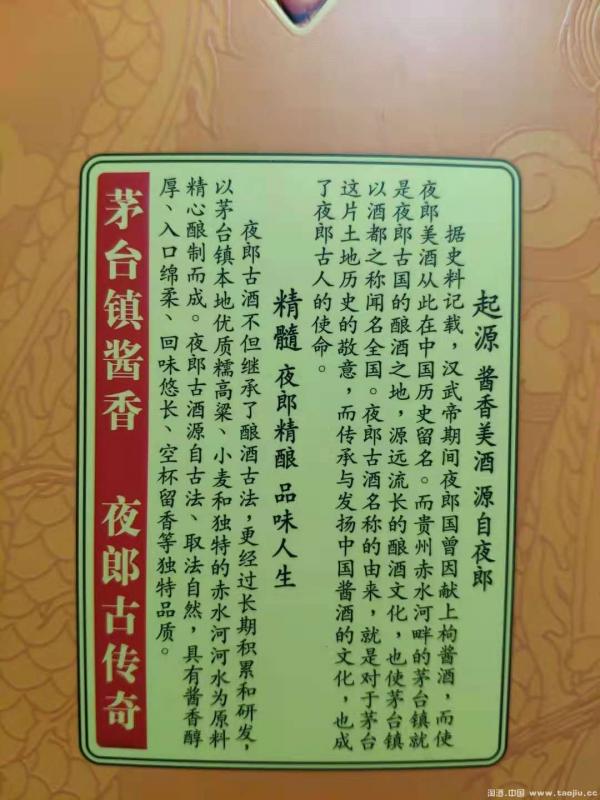 起源 酱香美酒 源自夜郎
据史料记载，汉武帝期间夜郎国曾因献上枸酱酒，而使
夜郎美酒从此在中国历史留名。而贵州赤水河畔的茅台镇就
是夜郎古国的酿酒之地，源远流长的酿酒文化，也使茅台镇
以酒都之称闻名全国。夜郎古酒名称的由来，就是对于茅台
这片土地历史的敬意，而传承与发扬中国酱酒的文化，也成
了夜郎古人的使命。
精髓 夜郎精酿 品味人生
夜郎古酒不但继承了酿酒古法，更经过长期积累和研发，
以茅台镇本地优质糯高粱、小麦和独特的赤水河河水为原料
精心酿制而成。夜郎古酒源自古法、取法自然，具有酱香醇
厚、入口绵柔、回味悠长、空杯留香等独特品质。
茅台镇酱香 夜郎古传奇
淘酒.中国 www.taojiu.cc